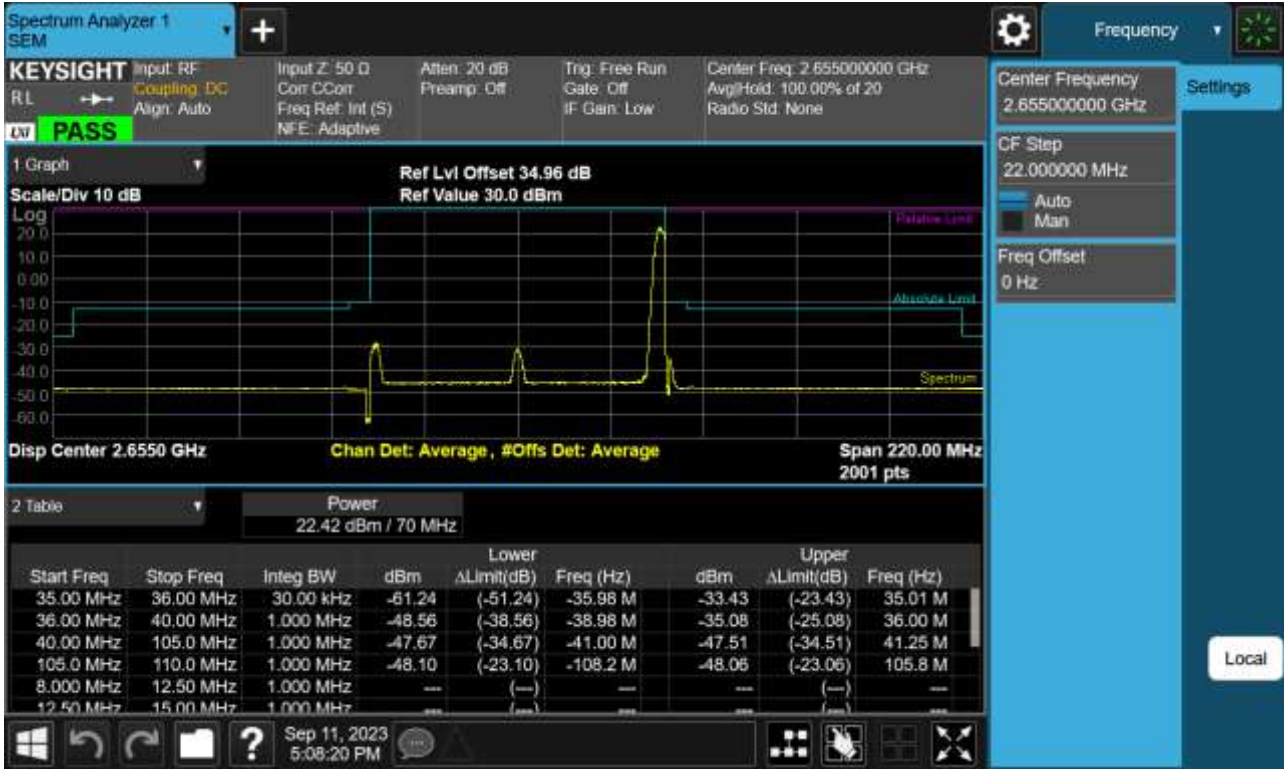 Spectrum Analyzer 1
SEM
Frequency
KEYSIGHT
RL
LXI
PASS
Input: RF
Coupling: DC
Align: Auto
Input Z: 50 Ω
Corr CCorr
Freq Ref: Int (S)
NFE: Adaptive
Atten: 20 dB
Preamp: Off
Trig: Free Run
Gate: Off
IF Gain: Low
Center Freq: 2.655000000 GHz
Avg|Hold: 100.00% of 20
Radio Std: None
Center Frequency
2.655000000 GHz
Settings
CF Step
22.000000 MHz
Auto
Man
Freq Offset
0 Hz
Local
1 Graph
Scale/Div 10 dB
Ref Lvl Offset 34.96 dB
Ref Value 30.0 dBm
Log
20.0
10.0
0.00
-10.0
-20.0
-30.0
-40.0
-50.0
-60.0
Relative Limit
Absolute Limit
Spectrum
Disp Center 2.6550 GHz
Chan Det: Average, #Offs Det: Average
Span 220.00 MHz
2001 pts
2 Table
Power
22.42 dBm / 70 MHz
Lower Upper
Start Freq Stop Freq Integ BW dBm ΔLimit(dB) Freq (Hz) dBm ΔLimit(dB) Freq (Hz)
35.00 MHz 36.00 MHz 30.00 kHz -61.24 (-51.24) -35.98 M -33.43 (-23.43) 35.01 M
36.00 MHz 40.00 MHz 1.000 MHz -48.56 (-38.56) -38.98 M -35.08 (-25.08) 36.00 M
40.00 MHz 105.0 MHz 1.000 MHz -47.67 (-34.67) -41.00 M -47.51 (-34.51) 41.25 M
105.0 MHz 110.0 MHz 1.000 MHz -48.10 (-23.10) -108.2 M -48.06 (-23.06) 105.8 M
8.000 MHz 12.50 MHz 1.000 MHz --- (---) --- --- (---) ---
12.50 MHz 15.00 MHz 1.000 MHz --- (---) --- --- (---) ---
Sep 11, 2023
5:08:20 PM